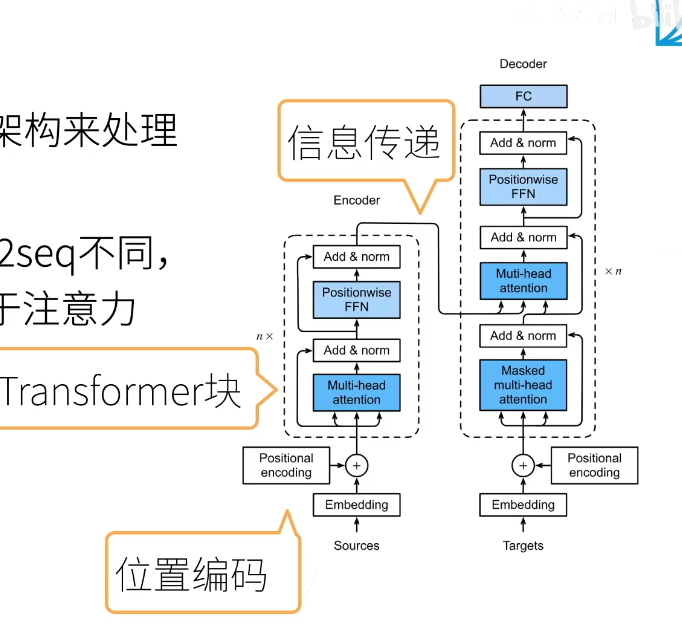 架构来处理
2seq不同，
于注意力
Transformer块
位置编码
信息传递
Encoder
Add & norm
Positionwise
FFN
n ×
Add & norm
Multi-head
attention
Positional
encoding
+
Embedding
Sources
Decoder
FC
Add & norm
Positionwise
FFN
Add & norm
Muti-head
attention
× n
Add & norm
Masked
multi-head
attention
+
Positional
encoding
Embedding
Targets